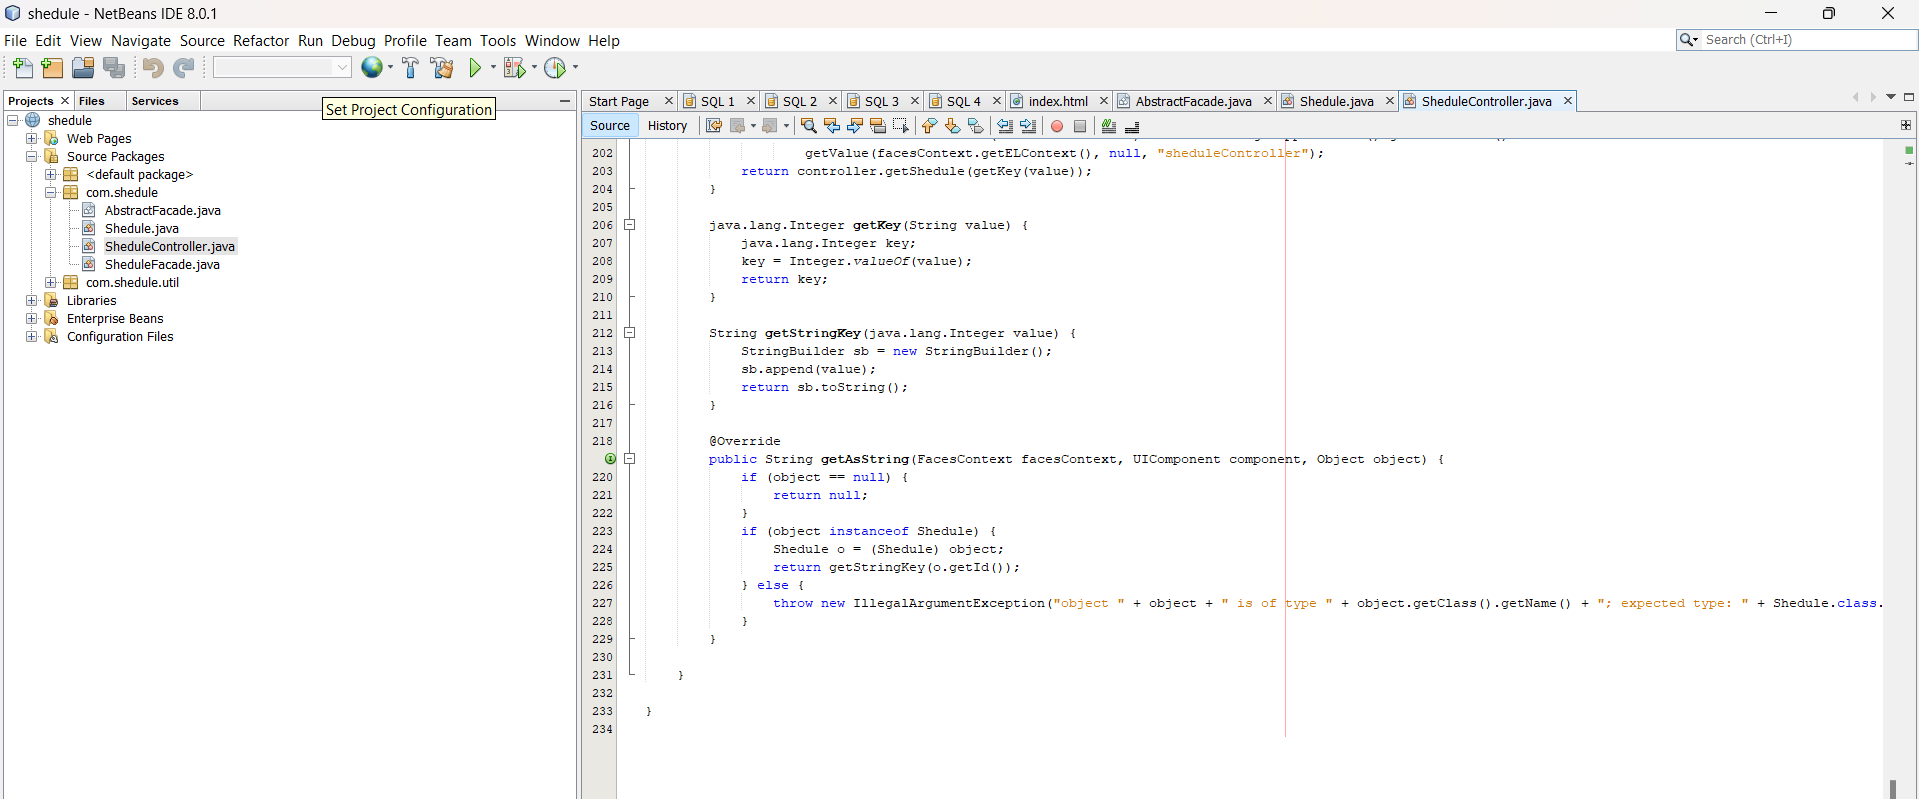 shedule - NetBeans IDE 8.0.1
File Edit View Navigate Source Refactor Run Debug Profile Team Tools Window Help
Search (Ctrl+I)
Projects
Files
Services
Set Project Configuration
shedule
Web Pages
Source Packages
<default package>
com.shedule
AbstractFacade.java
Shedule.java
SheduleController.java
SheduleFacade.java
com.shedule.util
Libraries
Enterprise Beans
Configuration Files
Start Page
SQL 1
SQL 2
SQL 3
SQL 4
index.html
AbstractFacade.java
Shedule.java
SheduleController.java
Source
History
202 getValue(facesContext.getELContext(), null, "sheduleController");
203 return controller.getShedule(getKey(value));
204 }
205
206 java.lang.Integer getKey(String value) {
207 java.lang.Integer key;
208 key = Integer.valueOf(value);
209 return key;
210 }
211
212 String getStringKey(java.lang.Integer value) {
213 StringBuilder sb = new StringBuilder();
214 sb.append(value);
215 return sb.toString();
216 }
217
218 @Override
public String getAsString(FacesContext facesContext, UIComponent component, Object object) {
220 if (object == null) {
221 return null;
222 }
223 if (object instanceof Shedule) {
224 Shedule o = (Shedule) object;
225 return getStringKey(o.getId());
226 } else {
227 throw new IllegalArgumentException("object " + object + " is of type " + object.getClass().getName() + "; expected type: " + Shedule.class.
228 }
229 }
230
231 }
232
233 }
234